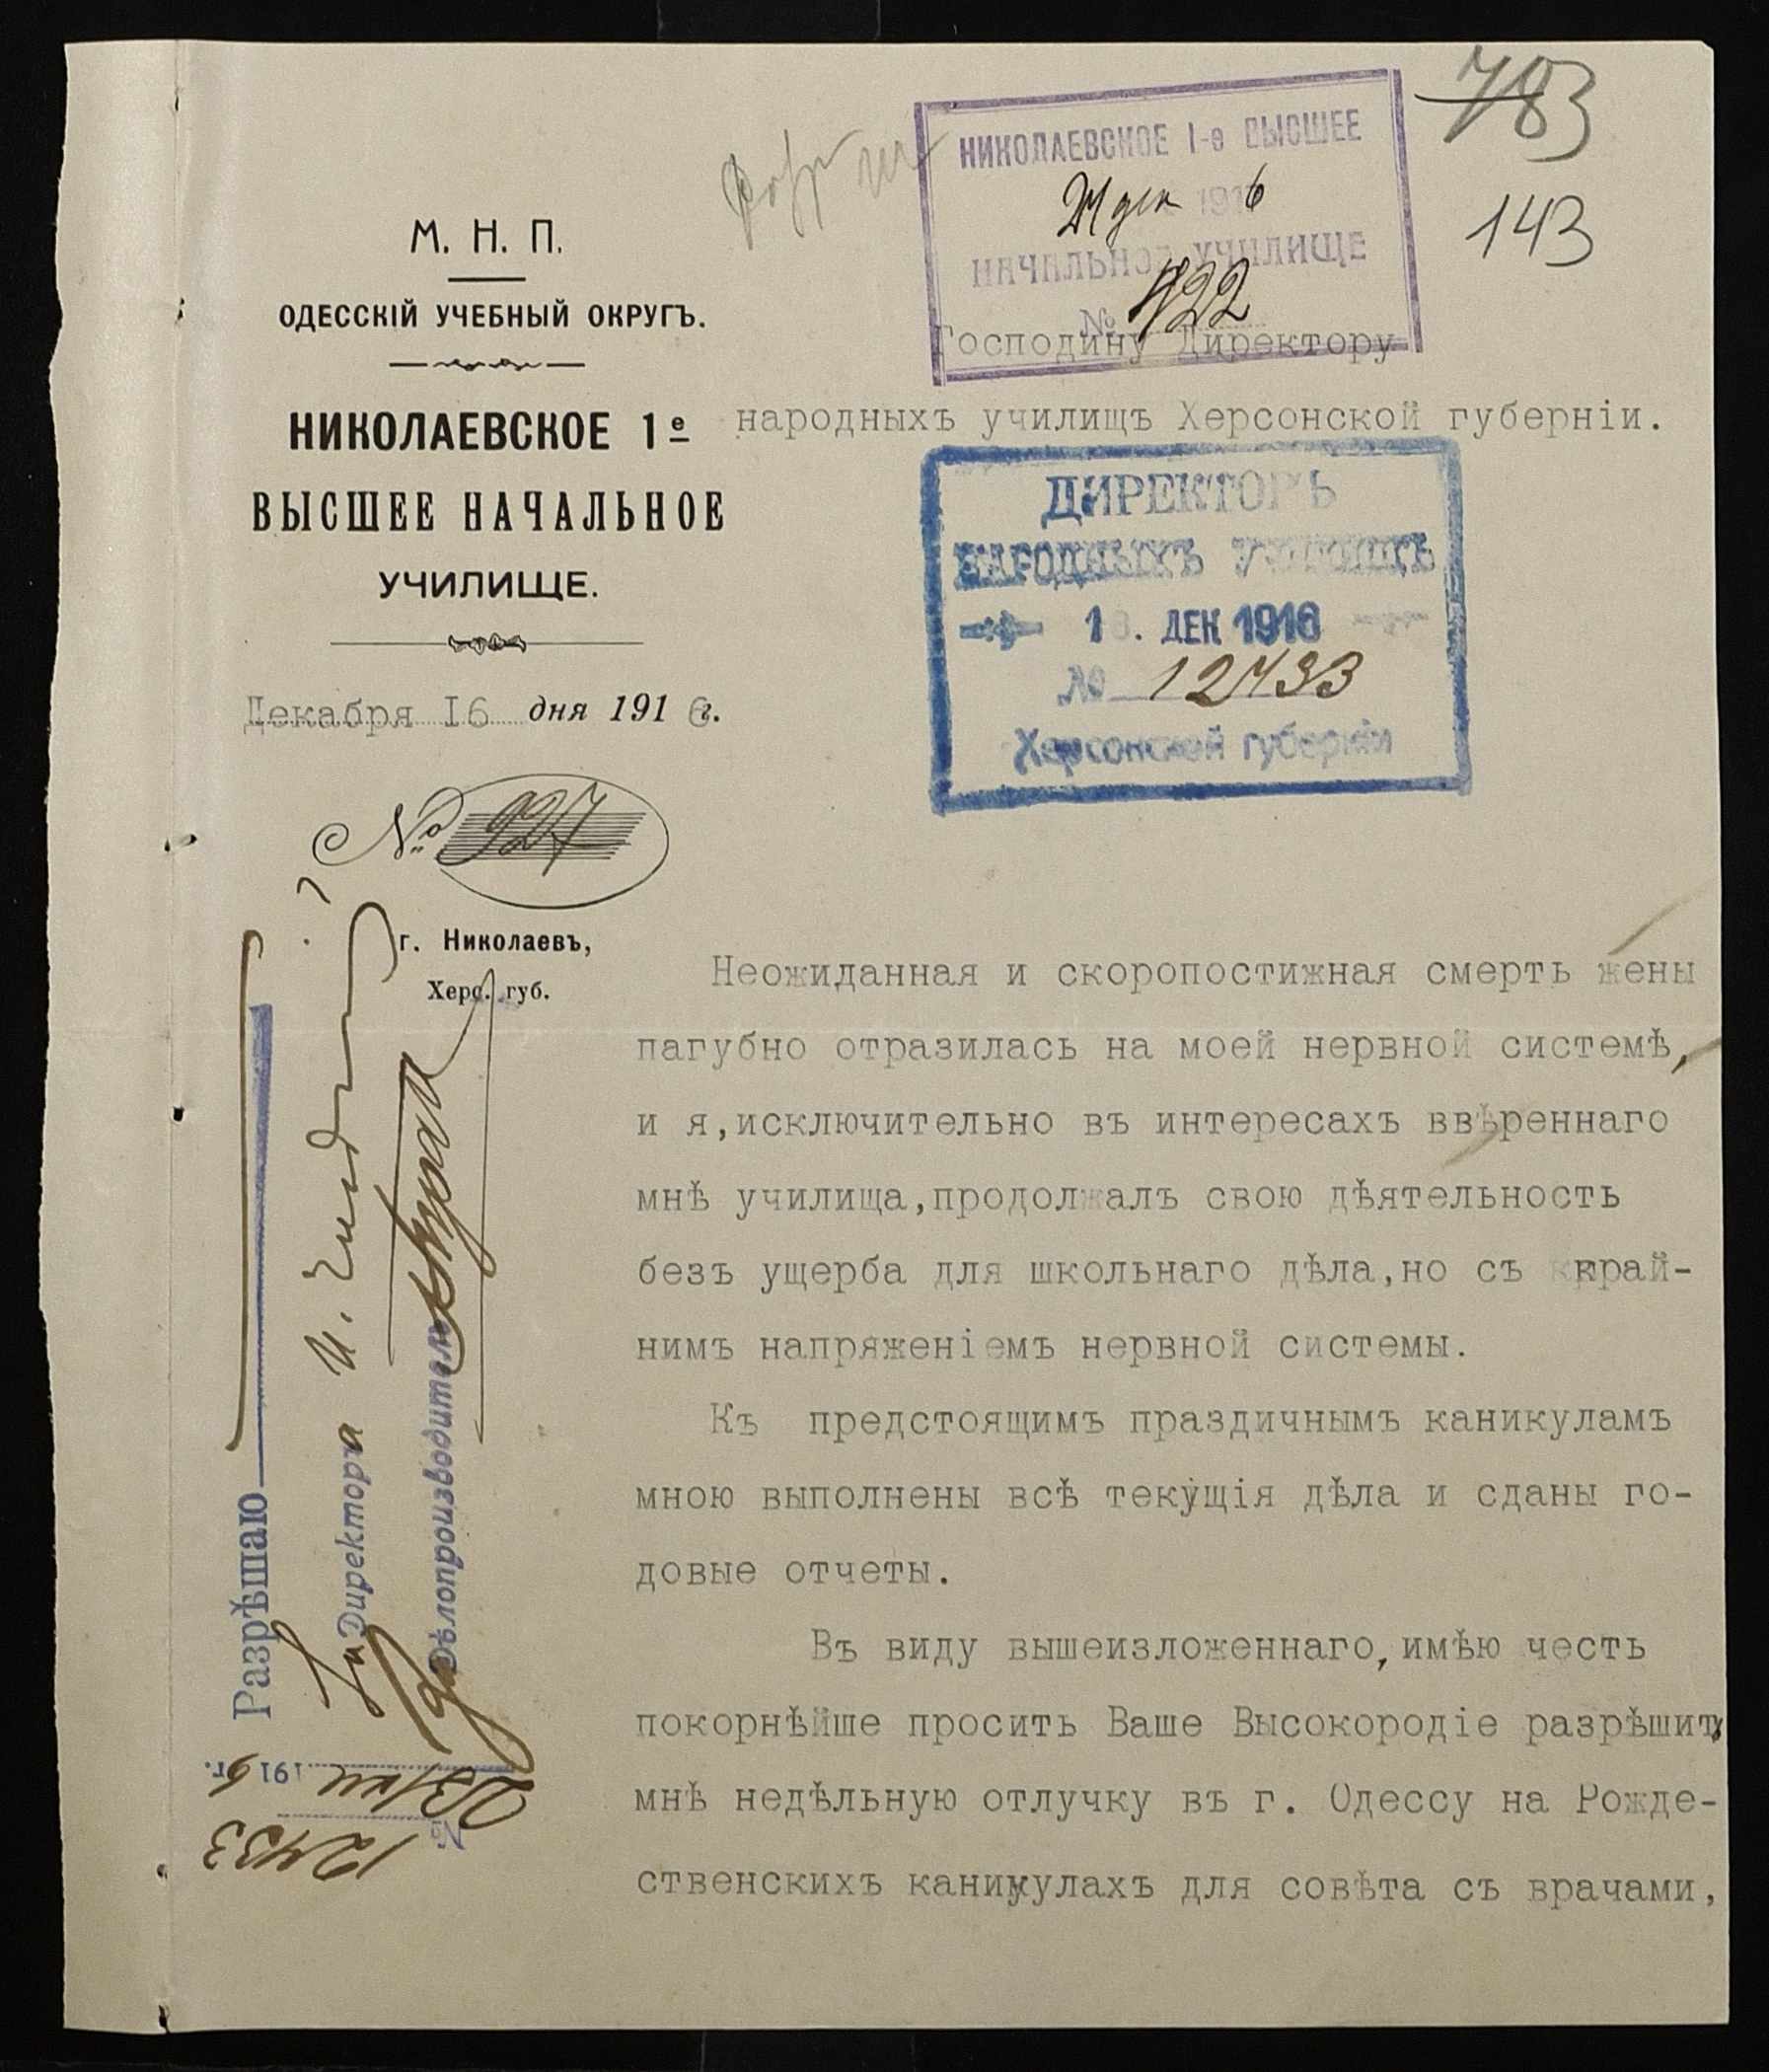 783
143
НИКОЛАЕВСКОЕ 1-е ВЫСШЕЕ
21 дек 1916
НАЧАЛЬНОЕ УЧИЛИЩЕ
№ 422
М. Н. П.
ОДЕССКІЙ УЧЕБНЫЙ ОКРУГЪ.
НИКОЛАЕВСКОЕ 1е
ВЫСШЕЕ НАЧАЛЬНОЕ
УЧИЛИЩЕ.
Декабря I6 дня 1916 г.
№ 927
г. Николаевъ,
Херс. губ.
Господину Директору
народныхъ училищъ Херсонской губерніи.
ДИРЕКТОРЪ
НАРОДНЫХЪ УЧИЛИЩЪ
ДЕК 1916
№ 12433
Херсонской губерніи
Неожиданная и скоропостижная смерть жены
пагубно отразилась на моей нервной системѣ,
и я,исключительно въ интересахъ ввѣреннаго
мнѣ училища,продолжалъ свою дѣятельность
безъ ущерба для школьнаго дѣла,но съ край-
нимъ напряженіемъ нервной системы.
Къ предстоящимъ праздичнымъ каникуламъ
мною выполнены всѣ текущія дѣла и сданы го-
довые отчеты.
Въ виду вышеизложеннаго,имѣю честь
покорнѣйше просить Ваше Высокородіе разрѣшить
мнѣ недѣльную отлучку въ г. Одессу на Рожде-
ственскихъ каникулахъ для совѣта съ врачами,
Разрѣшаю
Директора И.
Дѣлопроизводитель
1916 г.
№ 12433